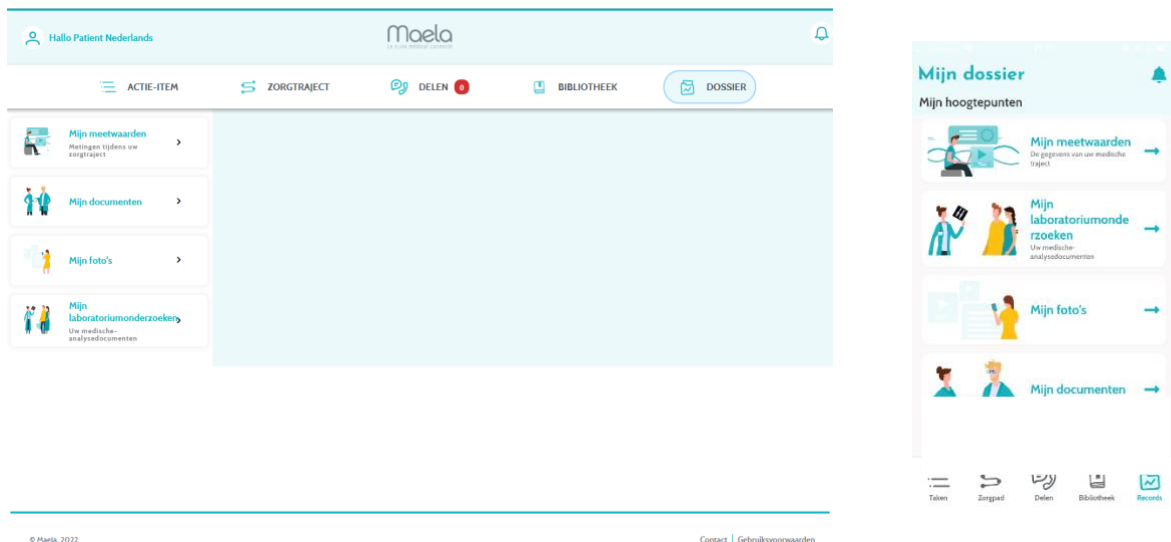 Hallo Patient Nederlands
Maela
ACTIE-ITEM
ZORGTRAJECT
DELEN
BIBLIOTHEEK
DOSSIER
Mijn meetwaarden
Metingen tijdens uw
zorgtraject
Mijn documenten
Mijn foto's
Mijn
laboratoriumonderzoeken
Uw medische-
analysedocumenten
© Maela, 2022
Contact | Gebruiksvoorwaarden
Mijn dossier
Mijn hoogtepunten
Mijn meetwaarden
De gegevens van uw medische
traject
Mijn
laboratoriumonde
rzoeken
Uw medische-
analysedocumenten
Mijn foto's
Mijn documenten
Taken
Zorgpad
Delen
Bibliotheek
Records